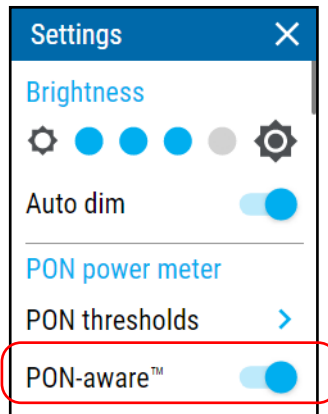 Settings
Brightness
Auto dim
PON power meter
PON thresholds
PON-aware™